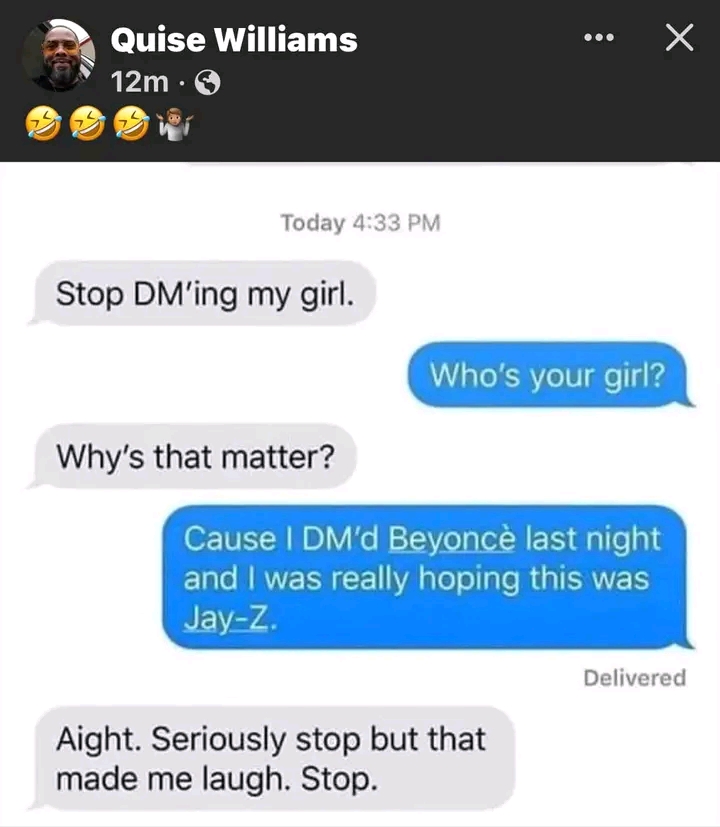 Quise Williams
12m ·
🤣🤣🤣🤷🏽
Today 4:33 PM
Stop DM'ing my girl.
Who's your girl?
Why's that matter?
Cause I DM'd Beyoncè last night
and I was really hoping this was
Jay-Z.
Delivered
Aight. Seriously stop but that
made me laugh. Stop.